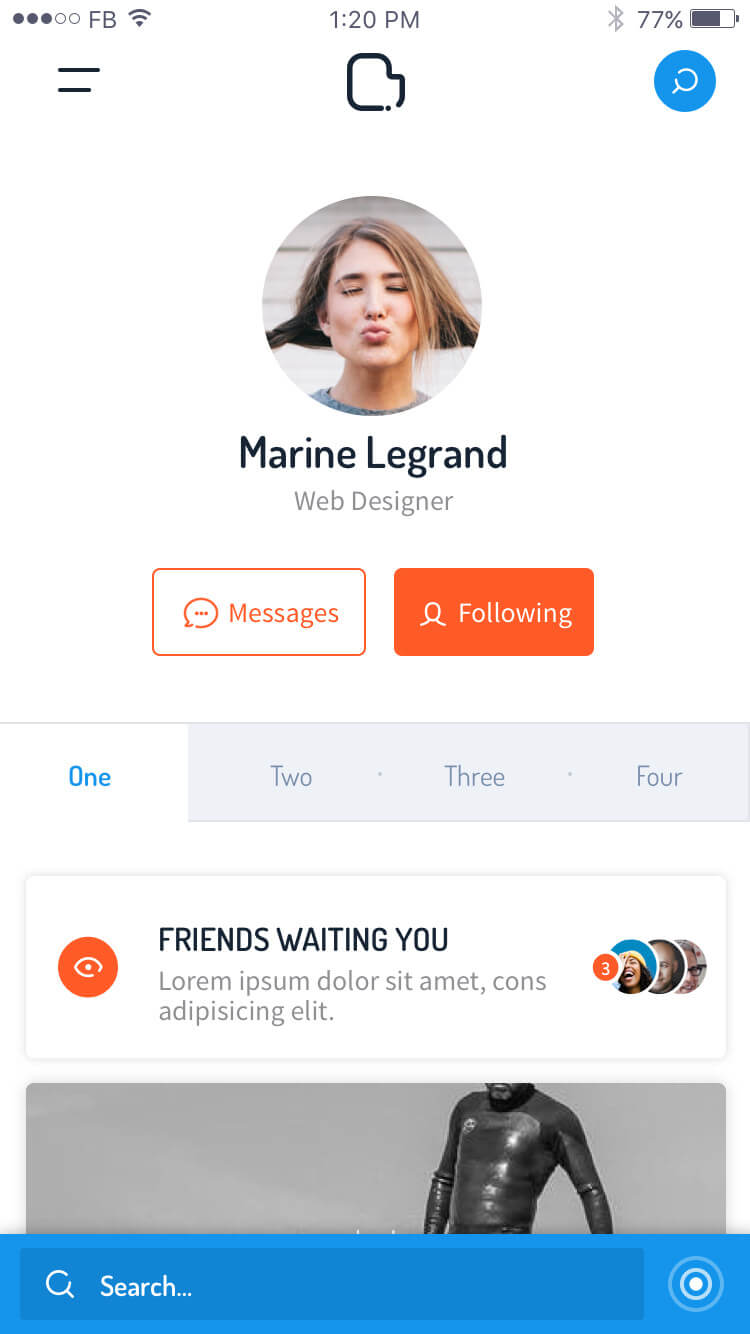 FB 1:20 PM 77%
Marine Legrand
Web Designer
Messages Following
One Two Three Four
FRIENDS WAITING YOU
Lorem ipsum dolor sit amet, cons
adipisicing elit.
3
Search...